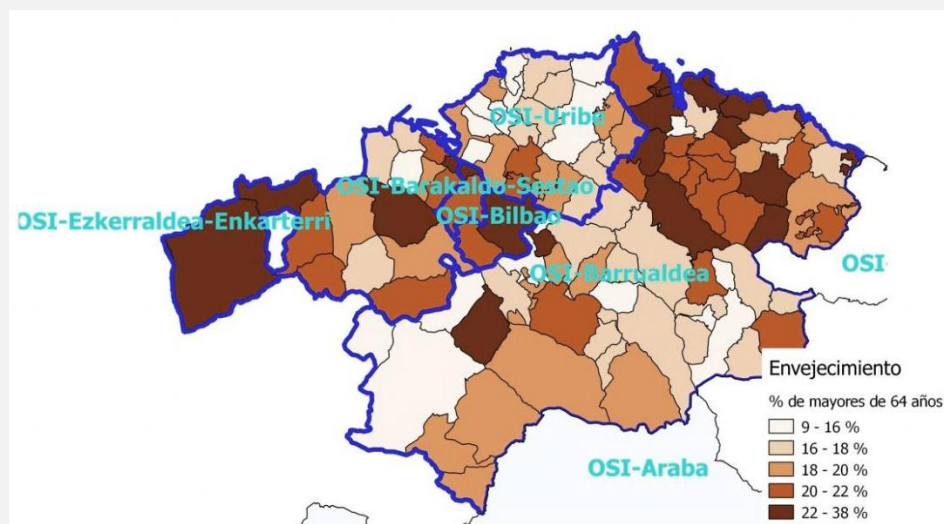 OSI-Uribe
OSI-Barakaldo-Sestao
OSI-Ezkerraldea-Enkarterri
OSI-Bilbao
OSI-Barrualdea
OSI
OSI-Araba
Envejecimiento
% de mayores de 64 años
9 - 16 %
16 - 18 %
18 - 20 %
20 - 22 %
22 - 38 %